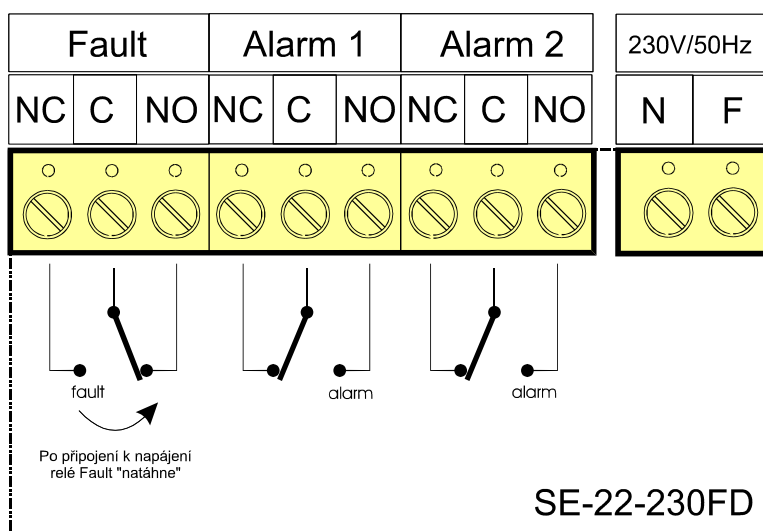 Fault Alarm 1 Alarm 2 230V/50Hz
NC C NO NC C NO NC C NO N F
fault alarm alarm
Po připojení k napájení
relé Fault "natáhne"
SE-22-230FD